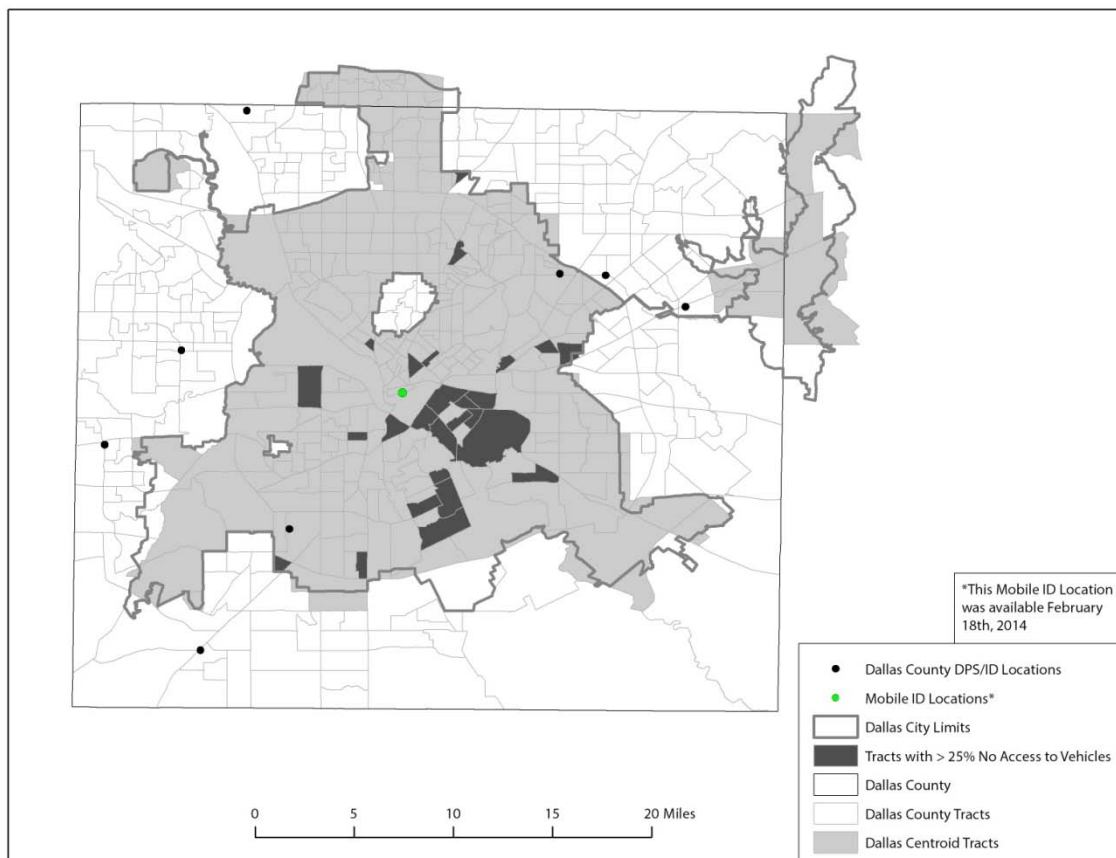 *This Mobile ID Location
was available February
18th, 2014
Dallas County DPS/ID Locations
Mobile ID Locations*
Dallas City Limits
Tracts with > 25% No Access to Vehicles
Dallas County
Dallas County Tracts
Dallas Centroid Tracts
0 5 10 15 20 Miles